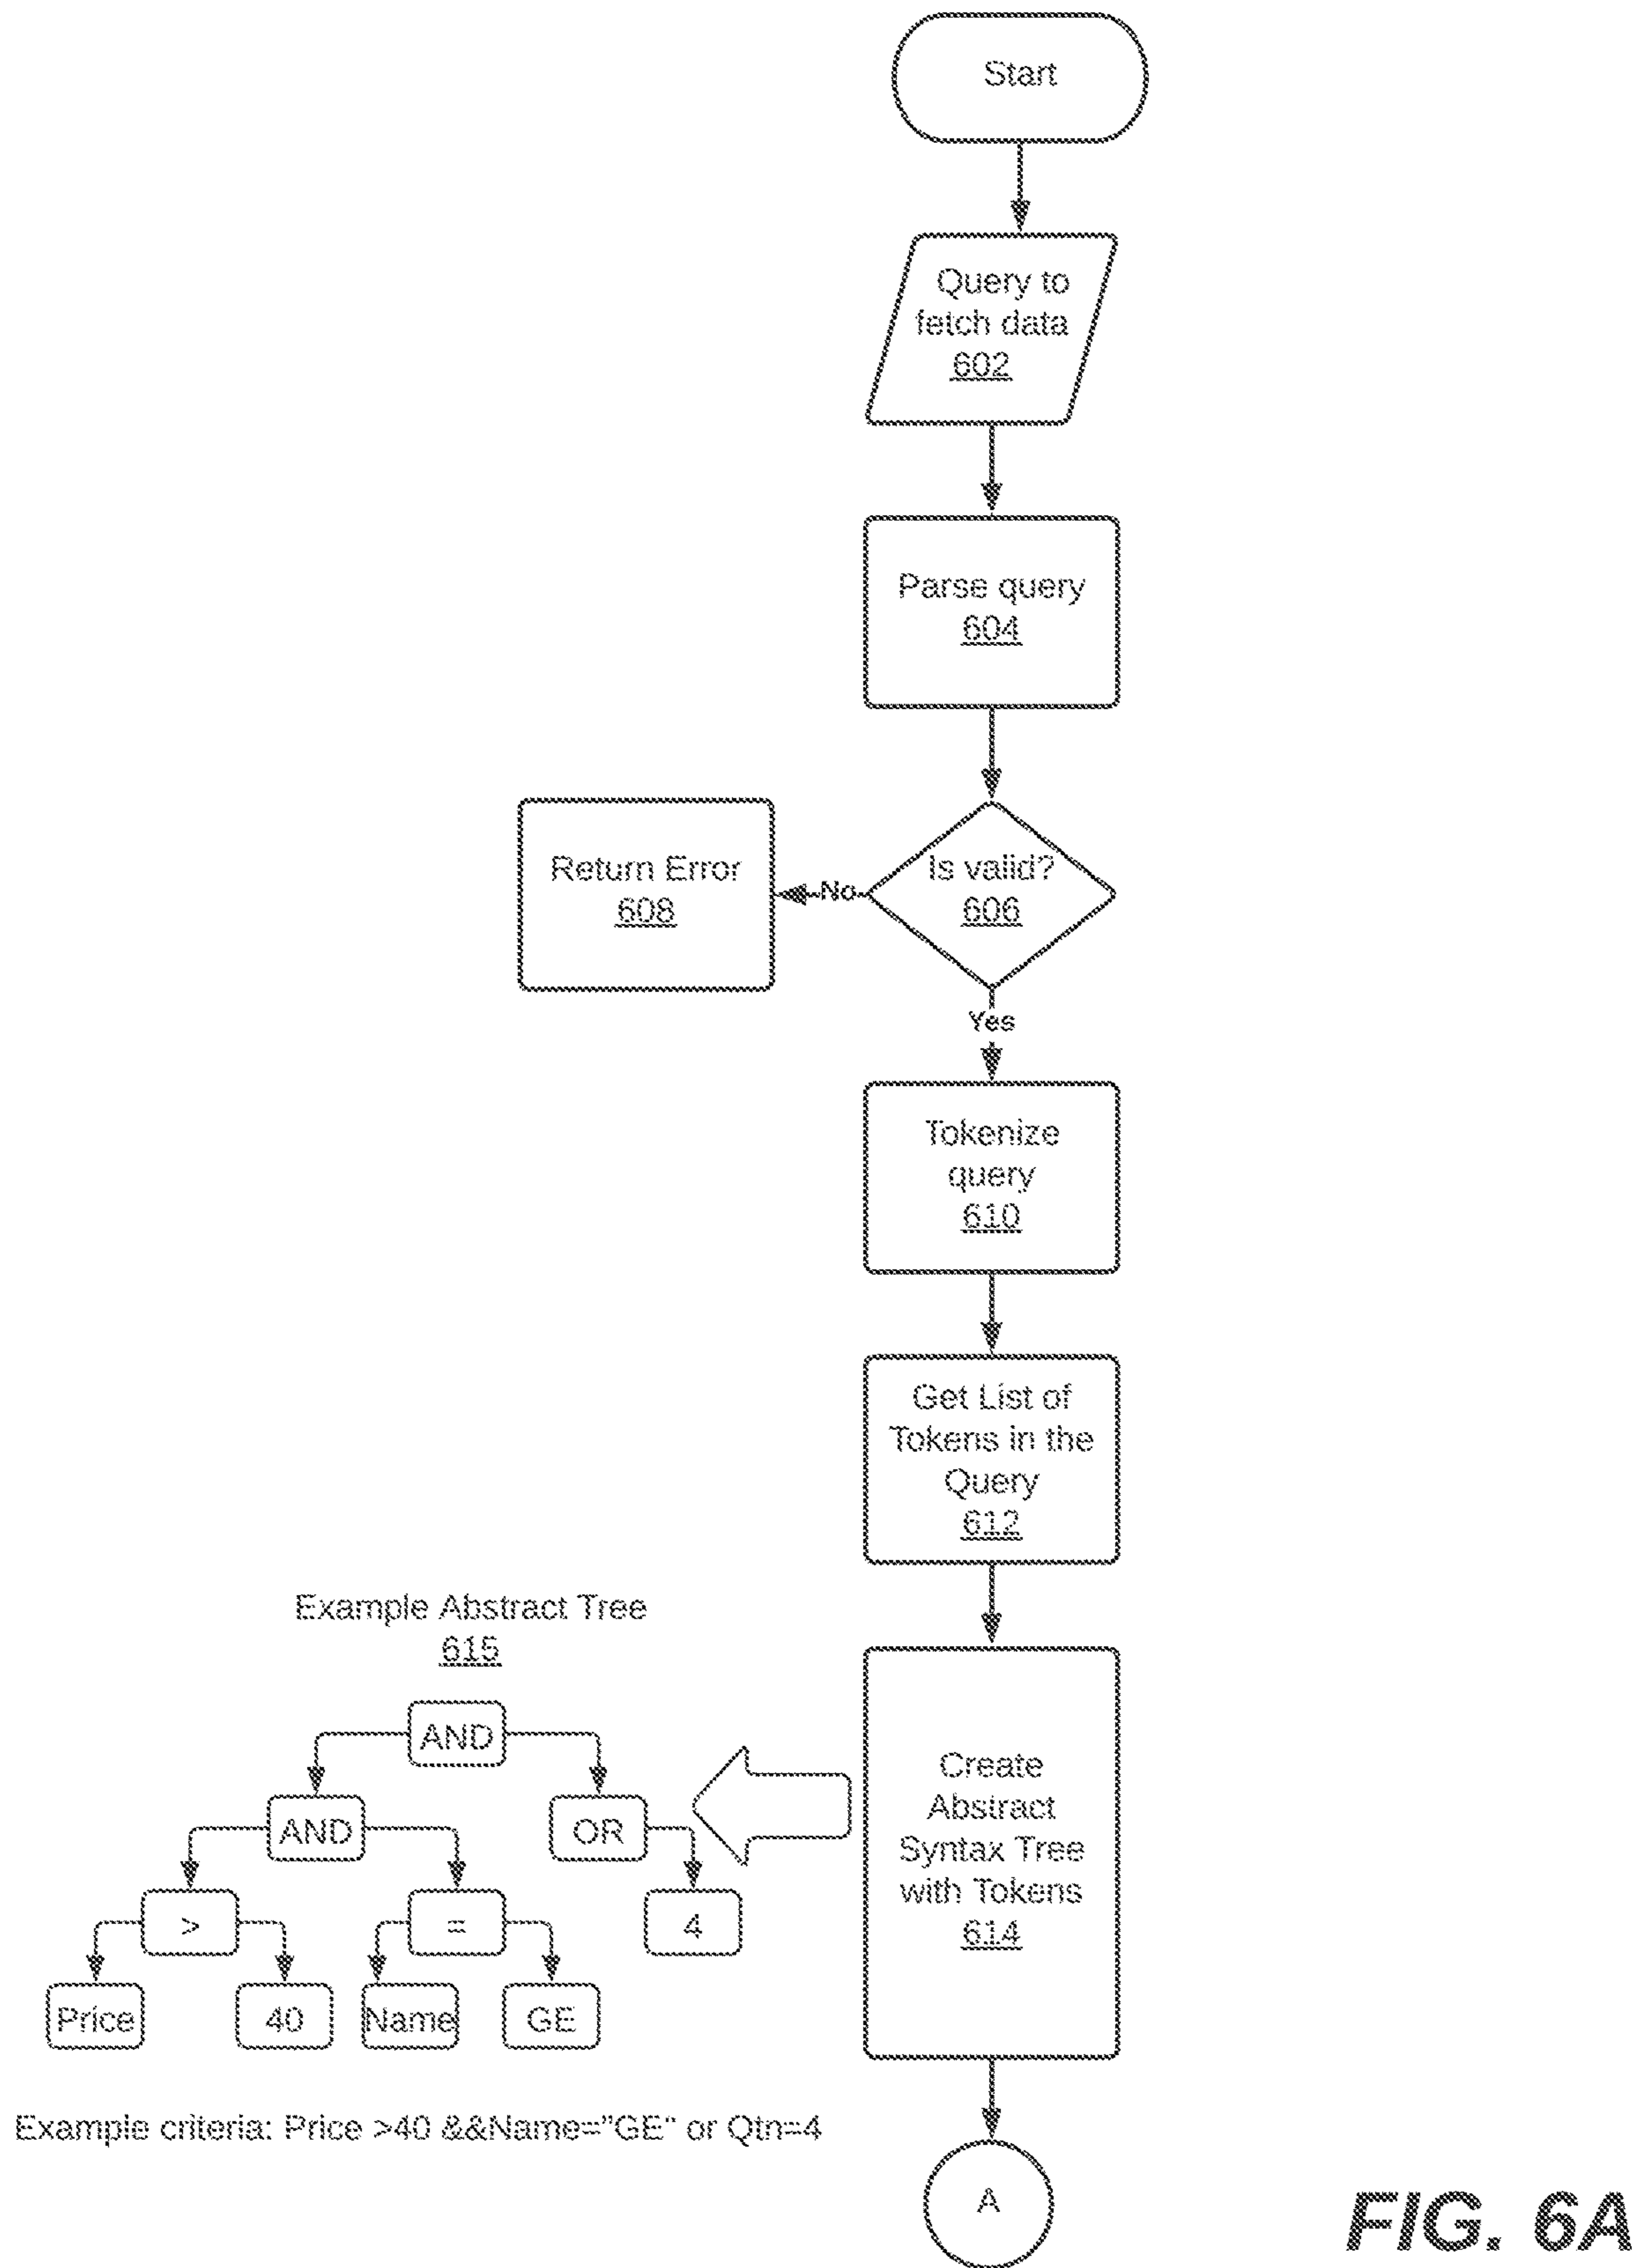 Start
Query to
fetch data
602
Parse query
604
Is valid?
606
No
Return Error
608
Yes
Tokenize
query
610
Get List of
Tokens in the
Query
612
Create
Abstract
Syntax Tree
with Tokens
614
Example Abstract Tree
615
AND
AND
OR
>
=
4
Price
40
Name
GE
Example criteria: Price >40 &&Name="GE" or Qtn=4
A
FIG. 6A